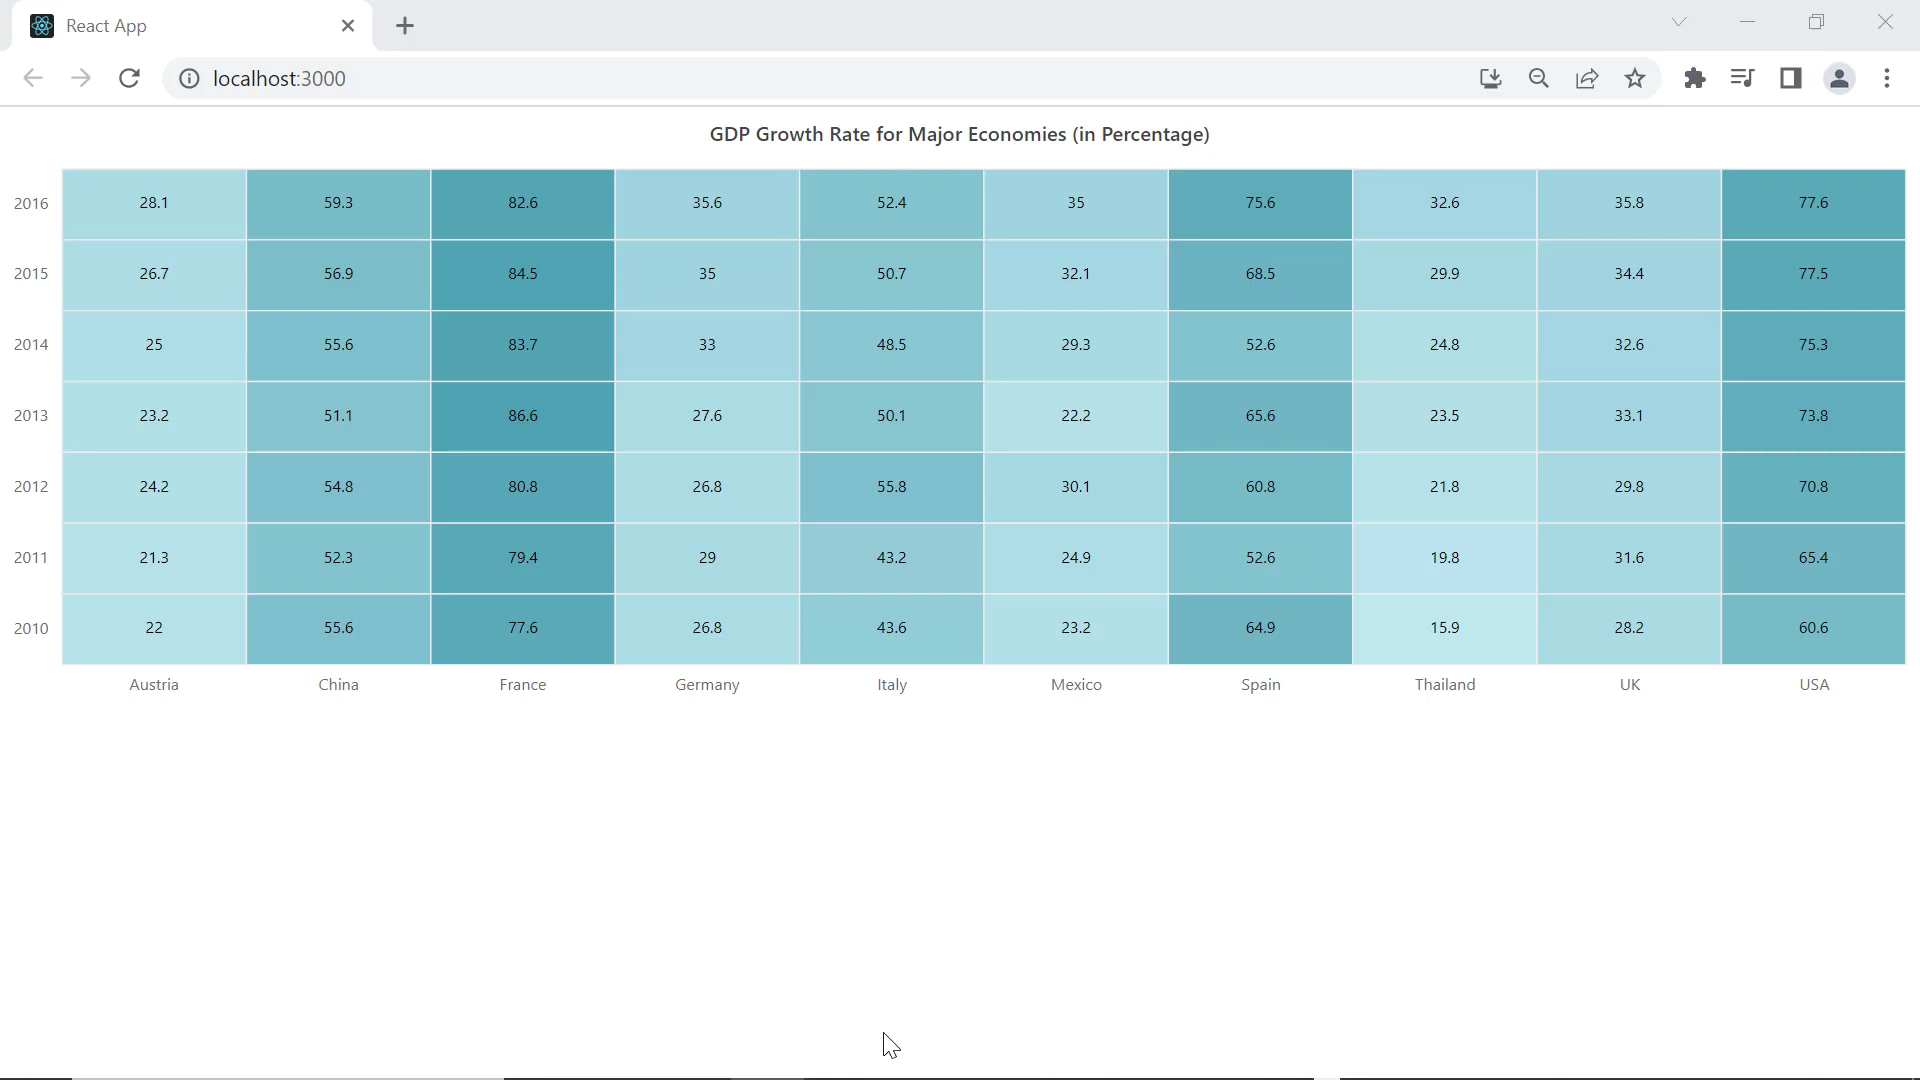 React App
localhost:3000
GDP Growth Rate for Major Economies (in Percentage)
2016 28.1 59.3 82.6 35.6 52.4 35 75.6 32.6 35.8 77.6
2015 26.7 56.9 84.5 35 50.7 32.1 68.5 29.9 34.4 77.5
2014 25 55.6 83.7 33 48.5 29.3 52.6 24.8 32.6 75.3
2013 23.2 51.1 86.6 27.6 50.1 22.2 65.6 23.5 33.1 73.8
2012 24.2 54.8 80.8 26.8 55.8 30.1 60.8 21.8 29.8 70.8
2011 21.3 52.3 79.4 29 43.2 24.9 52.6 19.8 31.6 65.4
2010 22 55.6 77.6 26.8 43.6 23.2 64.9 15.9 28.2 60.6
Austria China France Germany Italy Mexico Spain Thailand UK USA